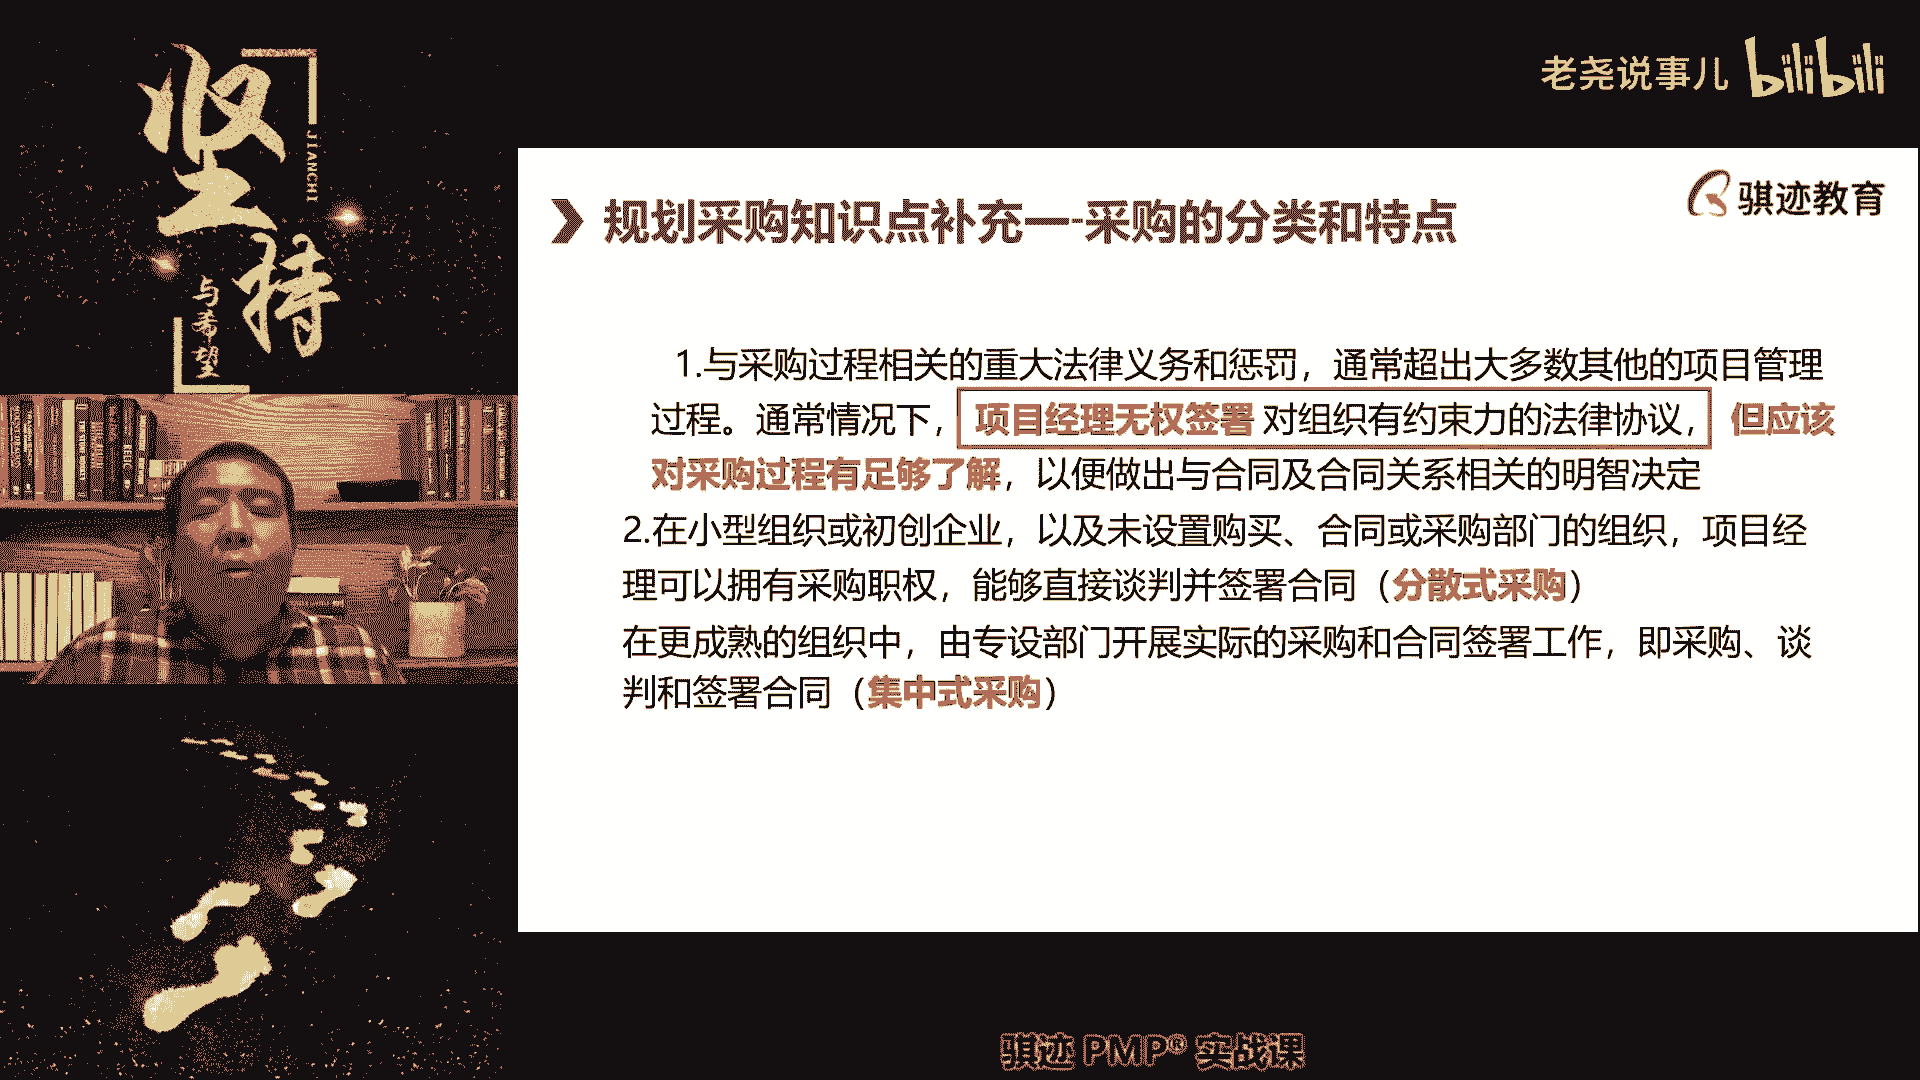 坚持
JIANCHI
与希望
老尧说事儿 bilibili
骐迹教育
规划采购知识点补充一-采购的分类和特点
1.与采购过程相关的重大法律义务和惩罚，通常超出大多数其他的项目管理
过程。通常情况下，项目经理无权签署对组织有约束力的法律协议，但应该
对采购过程有足够了解，以便做出与合同及合同关系相关的明智决定
2.在小型组织或初创企业，以及未设置购买、合同或采购部门的组织，项目经
理可以拥有采购职权，能够直接谈判并签署合同（分散式采购）
在更成熟的组织中，由专设部门开展实际的采购和合同签署工作，即采购、谈
判和签署合同（集中式采购）
骐迹 PMP® 实战课